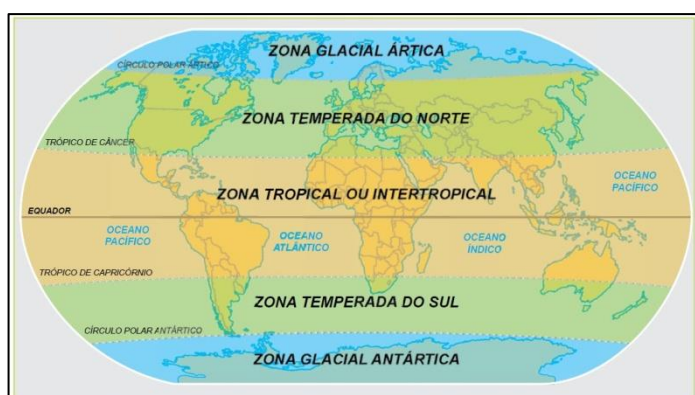 ZONA GLACIAL ÁRTICA
CÍRCULO POLAR ÁRTICO
ZONA TEMPERADA DO NORTE
TRÓPICO DE CÂNCER
OCEANO
PACÍFICO
ZONA TROPICAL OU INTERTROPICAL
EQUADOR
OCEANO
PACÍFICO
OCEANO
ATLÂNTICO
OCEANO
ÍNDICO
TRÓPICO DE CAPRICÓRNIO
ZONA TEMPERADA DO SUL
CÍRCULO POLAR ANTÁRTICO
ZONA GLACIAL ANTÁRTICA